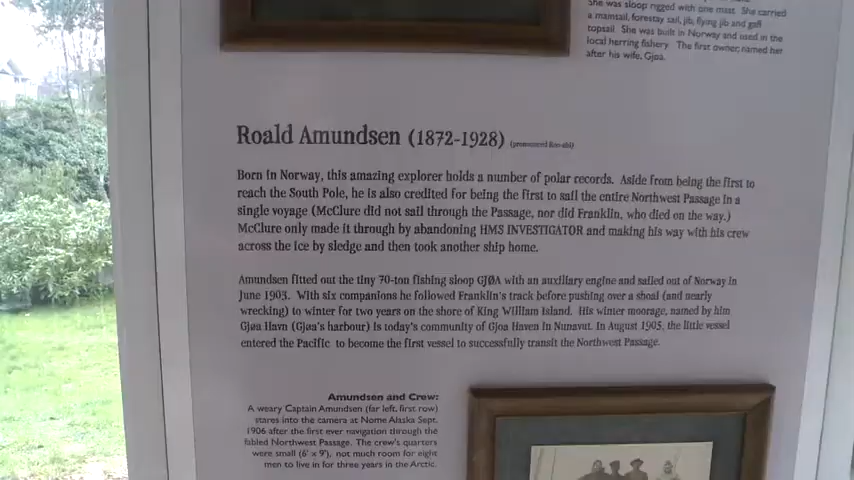 She was sloop rigged with one mast. She carried
a mainsail, forestay sail, jib, flying jib and gaff
topsail. She was built in Norway and used in the
local herring fishery. The first owner, named her
after his wife, Gjoa.
Roald Amundsen (1872-1928) (pronounced Roo-ahl)
Born in Norway, this amazing explorer holds a number of polar records. Aside from being the first to
reach the South Pole, he is also credited for being the first to sail the entire Northwest Passage in a
single voyage (McClure did not sail through the Passage, nor did Franklin, who died on the way.)
McClure only made it through by abandoning HMS INVESTIGATOR and making his way with his crew
across the ice by sledge and then took another ship home.
Amundsen fitted out the tiny 70-ton fishing sloop GJØA with an auxiliary engine and sailed out of Norway in
June 1903. With six companions he followed Franklin's track before pushing over a shoal (and nearly
wrecking) to winter for two years on the shore of King William Island. His winter moorage, named by him
Gjøa Havn (Gjøa's harbour) is today's community of Gjoa Haven in Nunavut. In August 1905, the little vessel
entered the Pacific to become the first vessel to successfully transit the Northwest Passage.
Amundsen and Crew:
A weary Captain Amundsen (far left, first row)
stares into the camera at Nome Alaska Sept.
1906 after the first ever navigation through the
fabled Northwest Passage. The crew's quarters
were small (6' x 9'), not much room for eight
men to live in for three years in the Arctic.